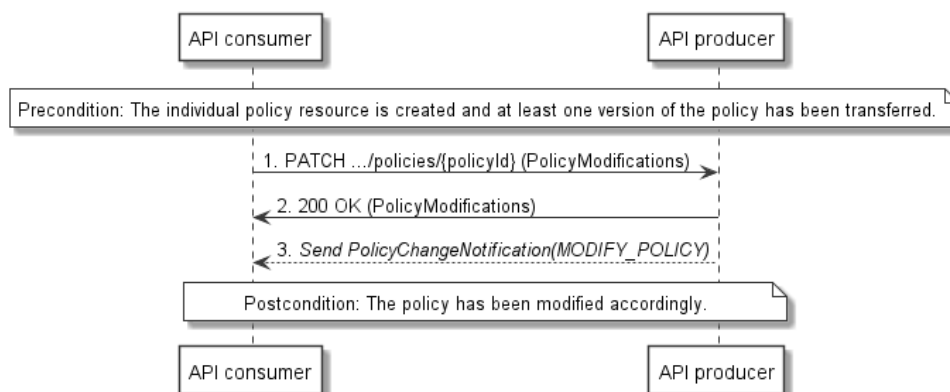 API consumer
API producer
Precondition: The individual policy resource is created and at least one version of the policy has been transferred.
1. PATCH .../policies/{policyId} (PolicyModifications)
2. 200 OK (PolicyModifications)
3. Send PolicyChangeNotification(MODIFY_POLICY)
Postcondition: The policy has been modified accordingly.
API consumer
API producer